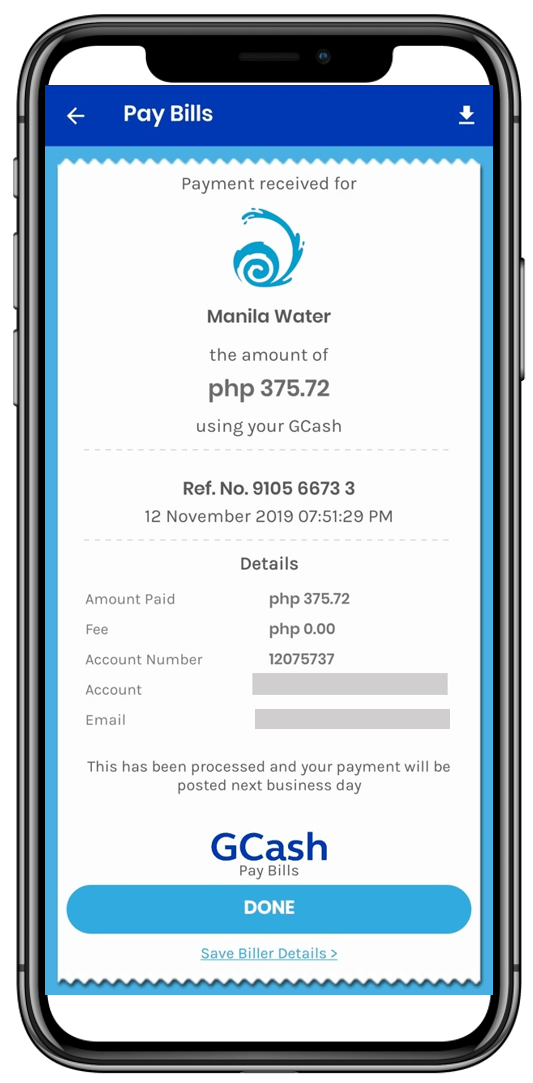 Pay Bills
Payment received for
Manila Water
the amount of
php 375.72
using your GCash
Ref. No. 9105 6673 3
12 November 2019 07:51:29 PM
Details
Amount Paid php 375.72
Fee php 0.00
Account Number 12075737
Account
Email
This has been processed and your payment will be
posted next business day
GCash
Pay Bills
DONE
Save Biller Details >